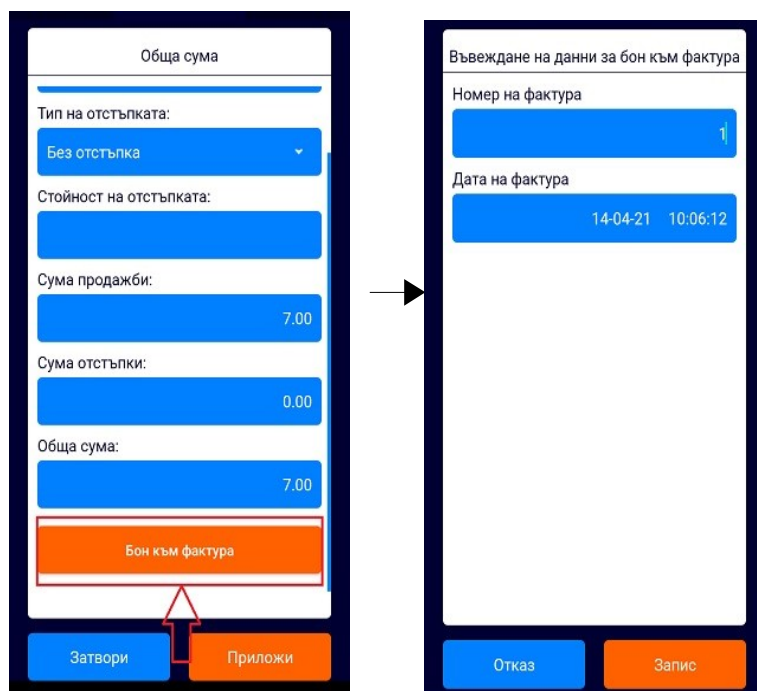 Обща сума
Тип на отстъпката:
Без отстъпка
Стойност на отстъпката:
Сума продажби:
7.00
Сума отстъпки:
0.00
Обща сума:
7.00
Бон към фактура
Затвори
Приложи
Въвеждане на данни за бон към фактура
Номер на фактура
1
Дата на фактура
14-04-21 10:06:12
Отказ
Запис